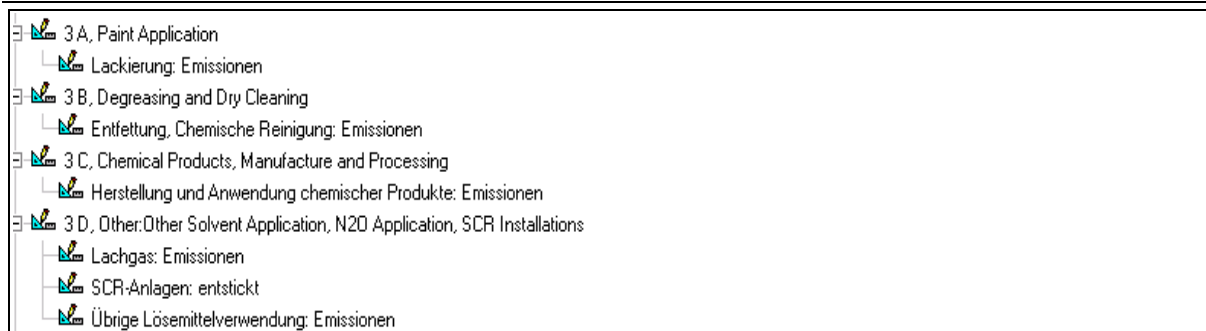 3 A, Paint Application
Lackierung: Emissionen
3 B, Degreasing and Dry Cleaning
Entfettung, Chemische Reinigung: Emissionen
3 C, Chemical Products, Manufacture and Processing
Herstellung und Anwendung chemischer Produkte: Emissionen
3 D, Other:Other Solvent Application, N2O Application, SCR Installations
Lachgas: Emissionen
SCR-Anlagen: entstickt
Übrige Lösemittelverwendung: Emissionen